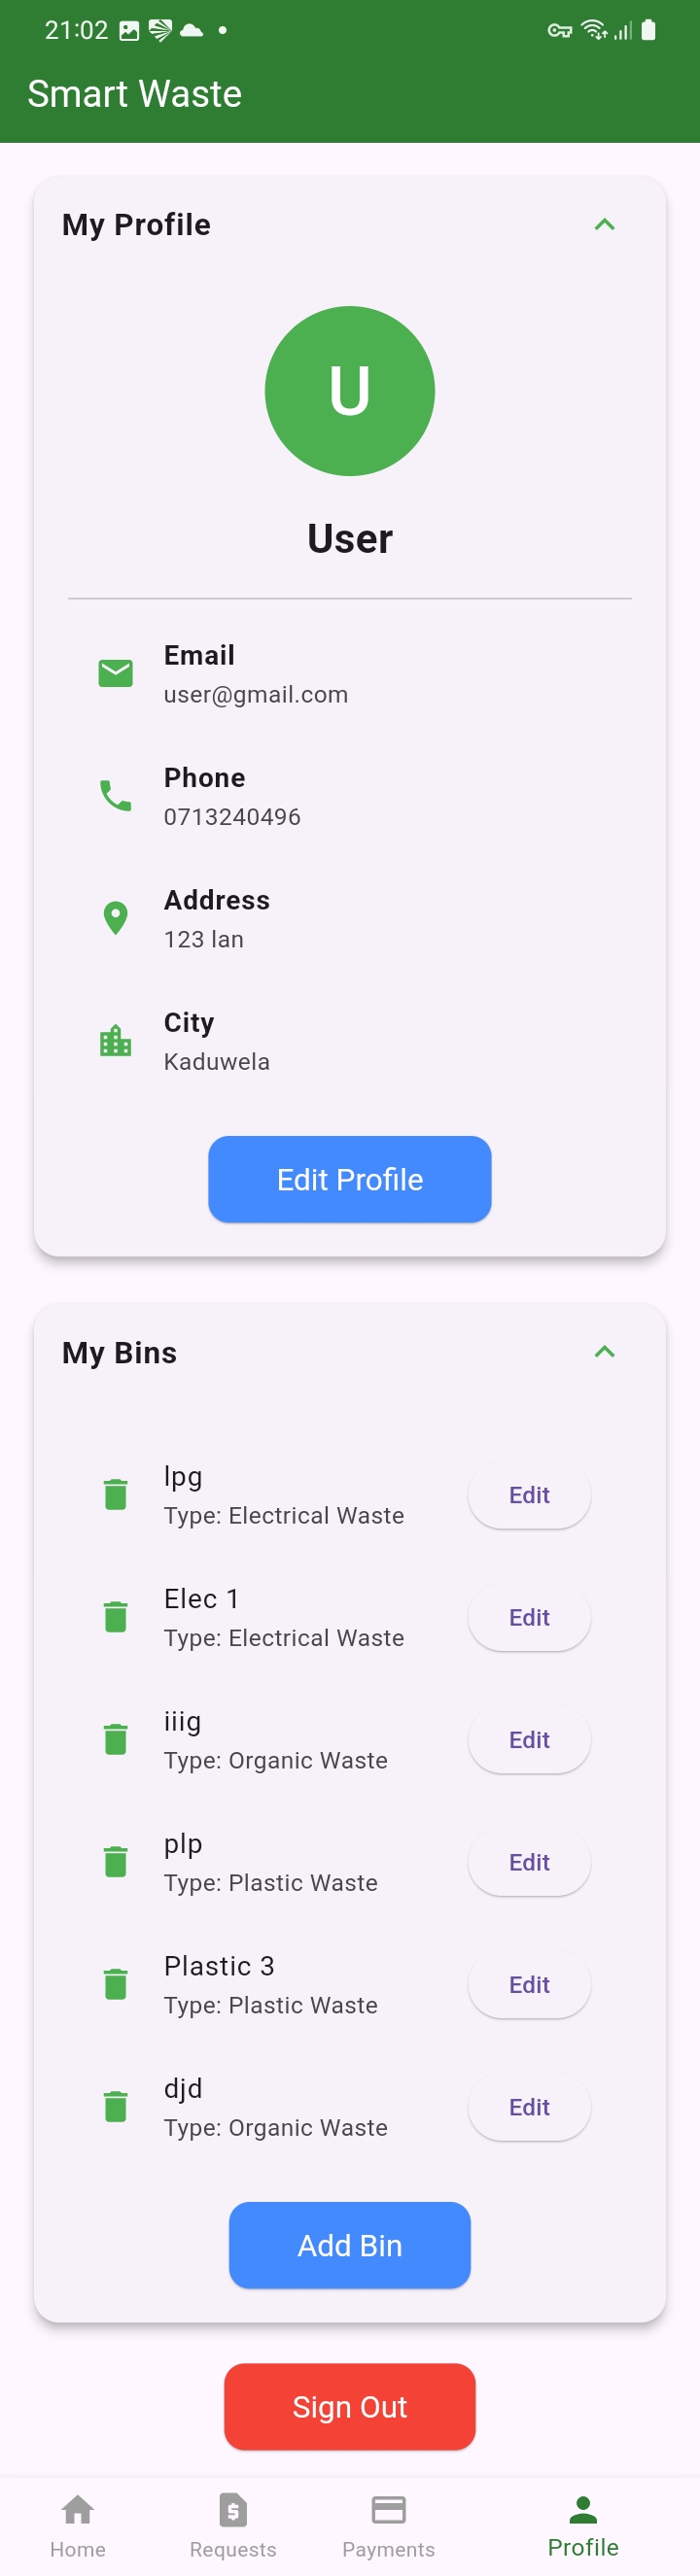 21:02
Smart Waste
My Profile
U
User
Email
user@gmail.com
Phone
0713240496
Address
123 lan
City
Kaduwela
Edit Profile
My Bins
lpg
Type: Electrical Waste
Edit
Elec 1
Type: Electrical Waste
Edit
iiig
Type: Organic Waste
Edit
plp
Type: Plastic Waste
Edit
Plastic 3
Type: Plastic Waste
Edit
djd
Type: Organic Waste
Edit
Add Bin
Sign Out
Home
Requests
Payments
Profile